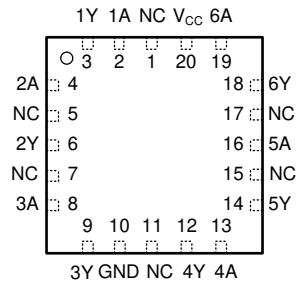 1Y 1A NC VCC 6A
3 2 1 20 19
2A 4 18 6Y
NC 5 17 NC
2Y 6 16 5A
NC 7 15 NC
3A 8 14 5Y
9 10 11 12 13
3Y GND NC 4Y 4A